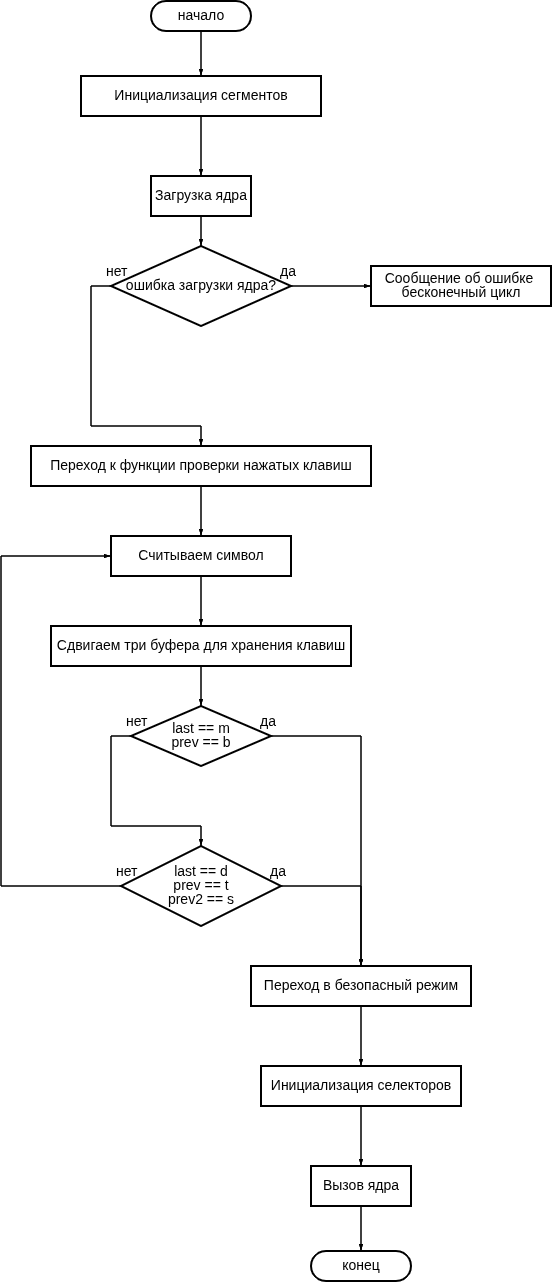 начало
Инициализация сегментов
Загрузка ядра
нет
да
ошибка загрузки ядра?
Сообщение об ошибке
бесконечный цикл
Переход к функции проверки нажатых клавиш
Считываем символ
Сдвигаем три буфера для хранения клавиш
нет
да
last == m
prev == b
нет
да
last == d
prev == t
prev2 == s
Переход в безопасный режим
Инициализация селекторов
Вызов ядра
конец